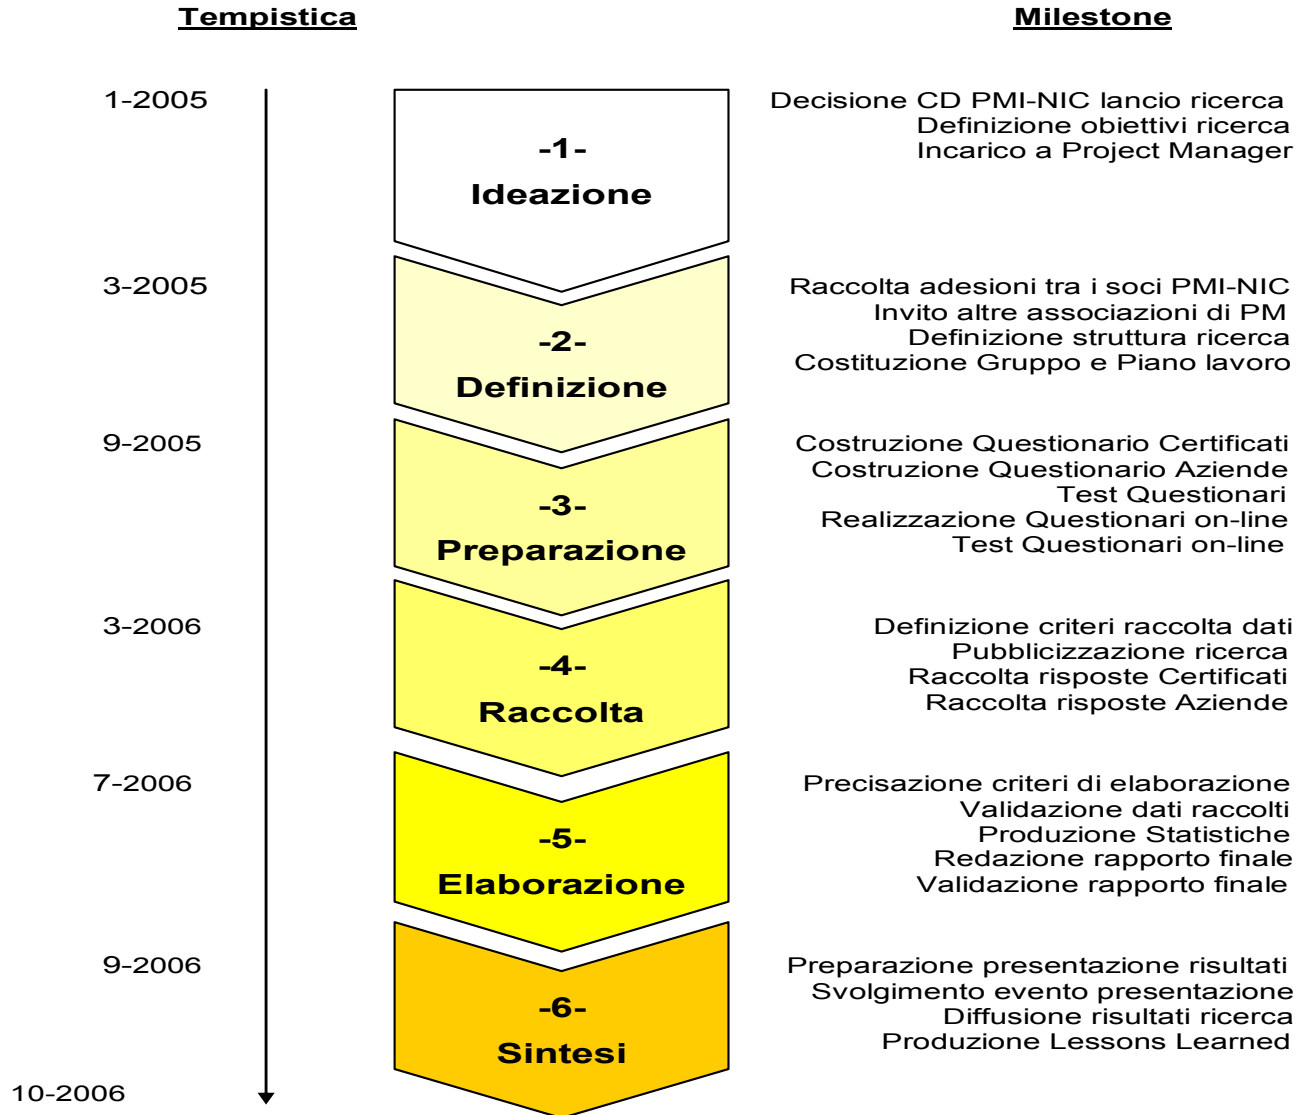 Tempistica
Milestone
1-2005
-1-
Ideazione
Decisione CD PMI-NIC lancio ricerca
Definizione obiettivi ricerca
Incarico a Project Manager
3-2005
-2-
Definizione
Raccolta adesioni tra i soci PMI-NIC
Invito altre associazioni di PM
Definizione struttura ricerca
Costituzione Gruppo e Piano lavoro
9-2005
-3-
Preparazione
Costruzione Questionario Certificati
Costruzione Questionario Aziende
Test Questionari
Realizzazione Questionari on-line
Test Questionari on-line
3-2006
-4-
Raccolta
Definizione criteri raccolta dati
Pubblicizzazione ricerca
Raccolta risposte Certificati
Raccolta risposte Aziende
7-2006
-5-
Elaborazione
Precisazione criteri di elaborazione
Validazione dati raccolti
Produzione Statistiche
Redazione rapporto finale
Validazione rapporto finale
9-2006
-6-
Sintesi
Preparazione presentazione risultati
Svolgimento evento presentazione
Diffusione risultati ricerca
Produzione Lessons Learned
10-2006